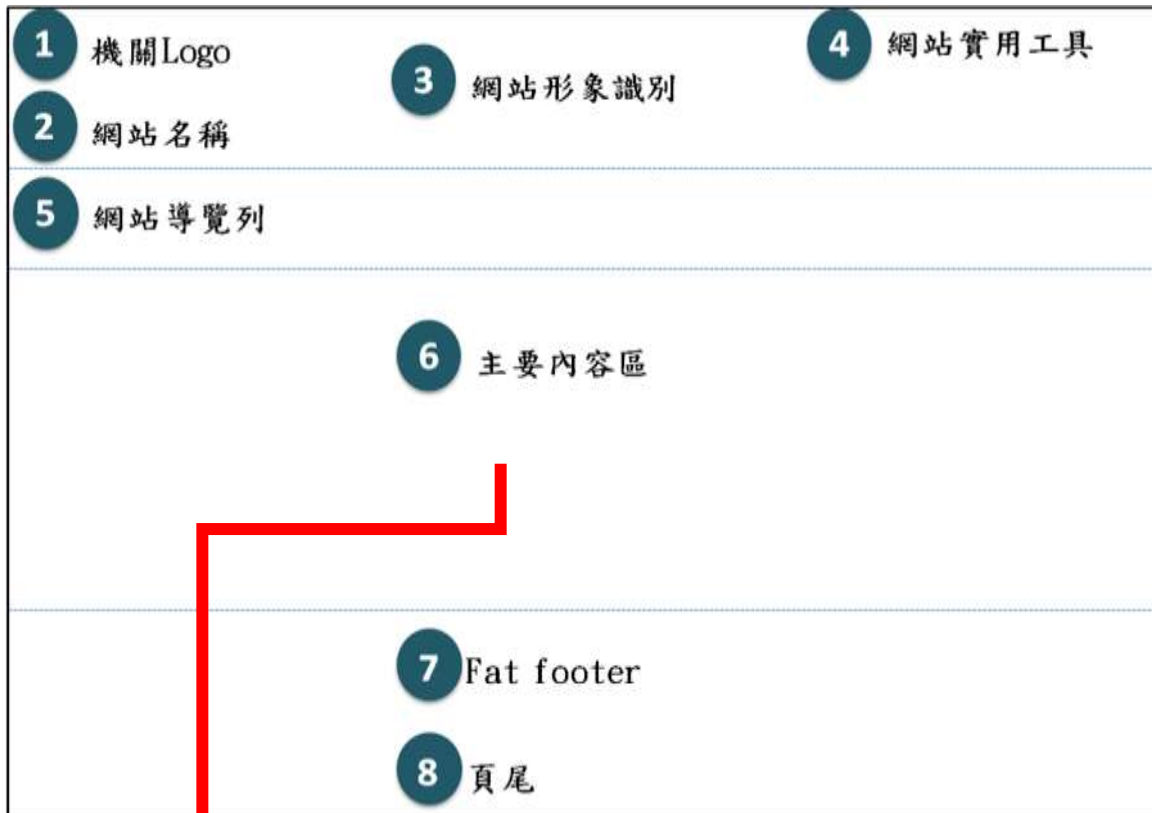 1 機關Logo
2 網站名稱
3 網站形象識別
4 網站實用工具
5 網站導覽列
6 主要內容區
7 Fat footer
8 頁尾